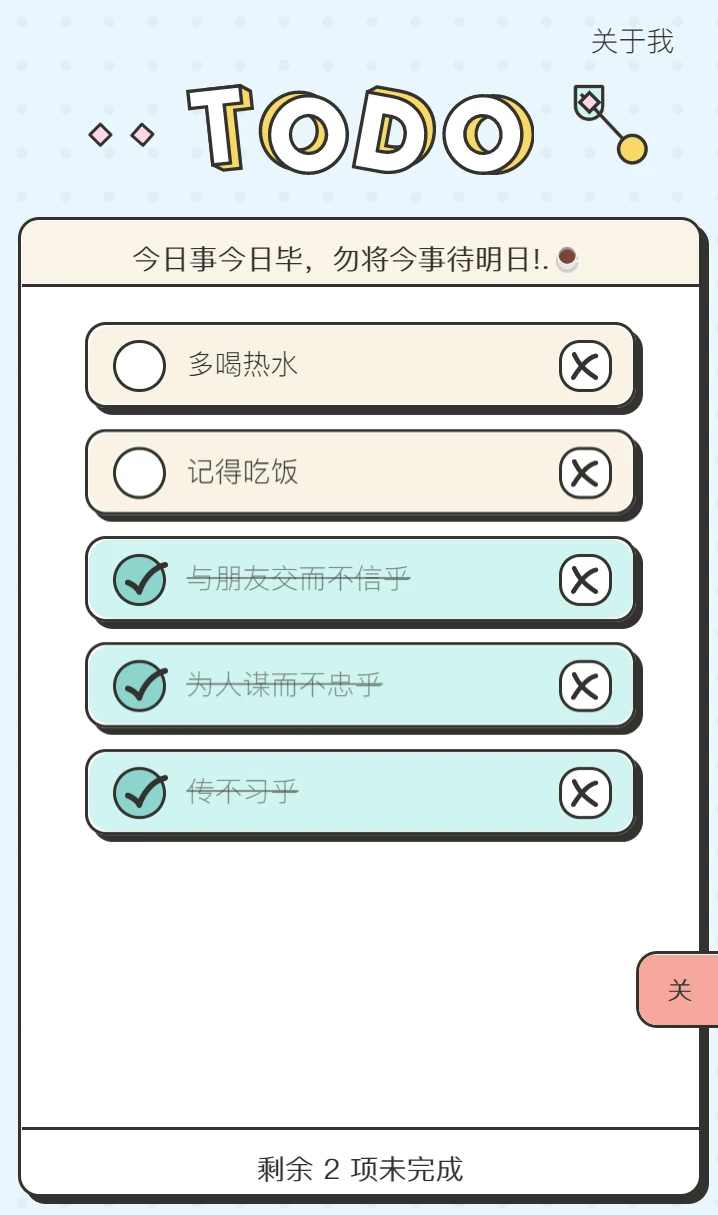 关于我
TODO
今日事今日毕，勿将今事待明日!.☕
多喝热水
记得吃饭
与朋友交而不信乎
为人谋而不忠乎
传不习乎
关
剩余 2 项未完成